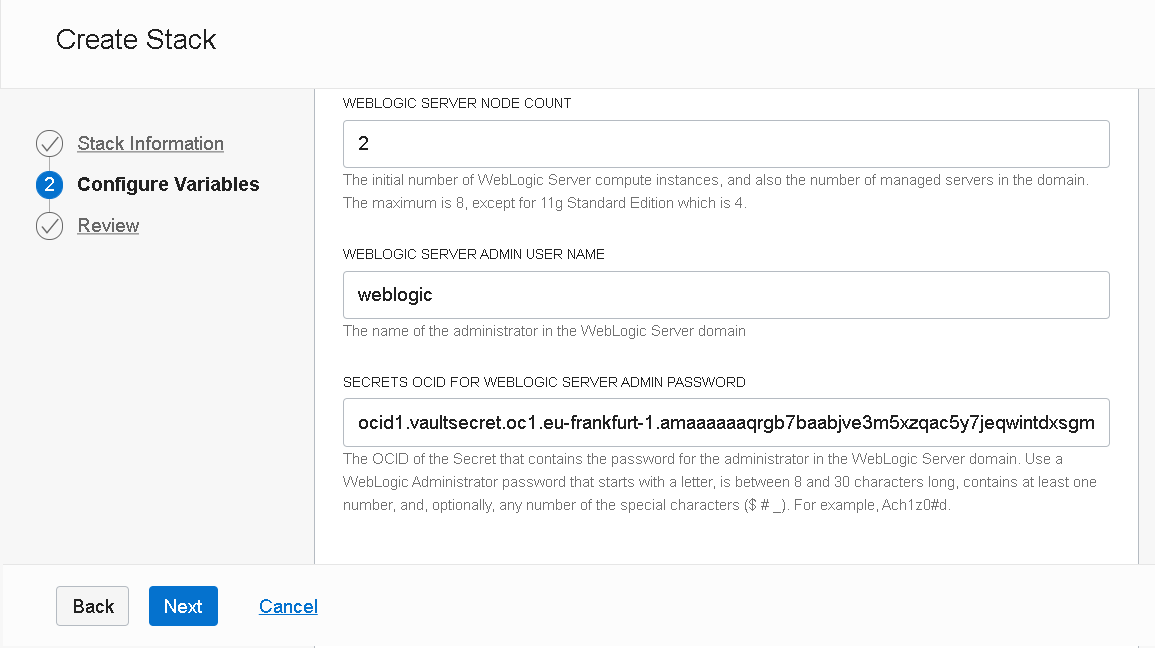 Create Stack
Stack Information
2 Configure Variables
Review
WEBLOGIC SERVER NODE COUNT
2
The initial number of WebLogic Server compute instances, and also the number of managed servers in the domain.
The maximum is 8, except for 11g Standard Edition which is 4.
WEBLOGIC SERVER ADMIN USER NAME
weblogic
The name of the administrator in the WebLogic Server domain
SECRETS OCID FOR WEBLOGIC SERVER ADMIN PASSWORD
ocid1.vaultsecret.oc1.eu-frankfurt-1.amaaaaaaqrgb7baabjve3m5xzqac5y7jeqwintdxsgm
The OCID of the Secret that contains the password for the administrator in the WebLogic Server domain. Use a
WebLogic Administrator password that starts with a letter, is between 8 and 30 characters long, contains at least one
number, and, optionally, any number of the special characters ($ # _). For example, Ach1z0#d.
Back Next Cancel